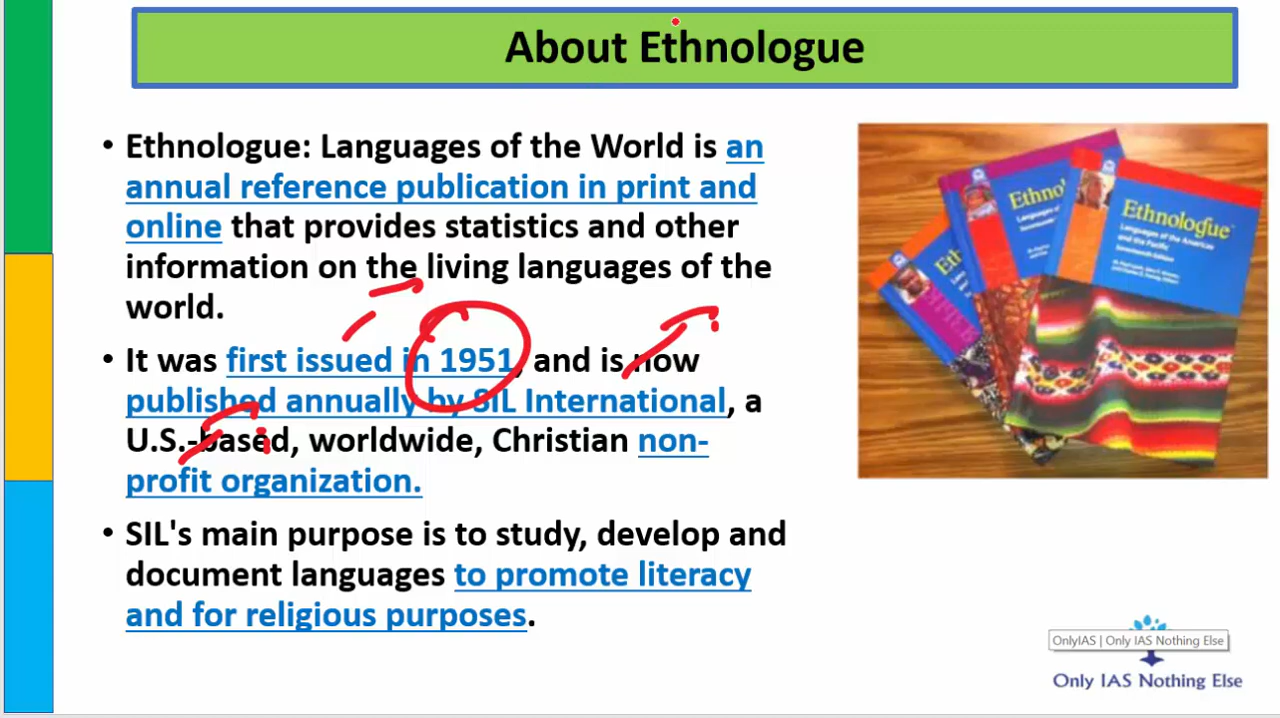 About Ethnologue
• Ethnologue: Languages of the World is an
annual reference publication in print and
online that provides statistics and other
information on the living languages of the
world.
• It was first issued in 1951, and is now
published annually by SIL International, a
U.S.-based, worldwide, Christian non-
profit organization.
• SIL's main purpose is to study, develop and
document languages to promote literacy
and for religious purposes.
Ethnologue
Languages of the Americas
and the Pacific
Seventeenth Edition
OnlyIAS | Only IAS Nothing Else
Only IAS Nothing Else